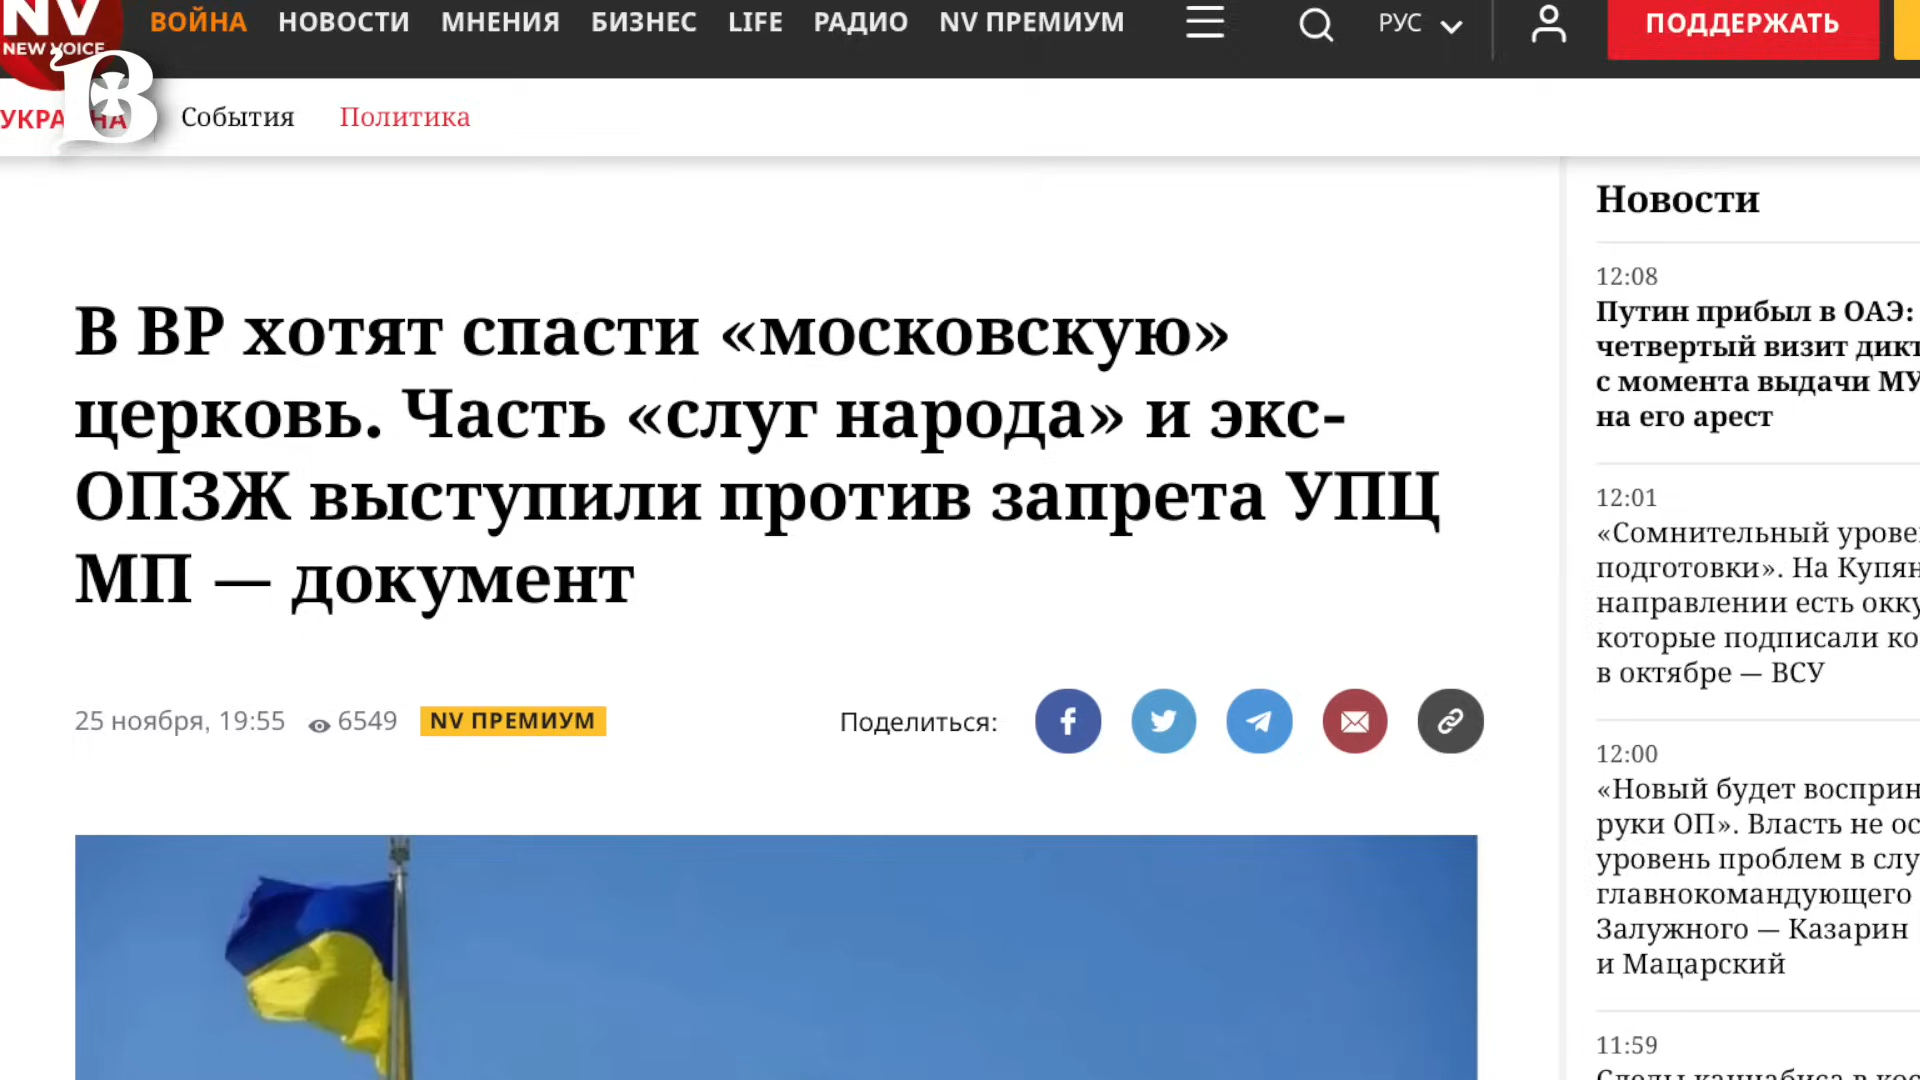 NV
NEW VOICE
ВОЙНА НОВОСТИ МНЕНИЯ БИЗНЕС LIFE РАДИО NV ПРЕМИУМ РУС ПОДДЕРЖАТЬ
События Политика
В ВР хотят спасти «московскую»
церковь. Часть «слуг народа» и экс-
ОПЗЖ выступили против запрета УПЦ
МП — документ
25 ноября, 19:55 6549 NV ПРЕМИУМ Поделиться:
Новости
12:08
Путин прибыл в ОАЭ:
четвертый визит
с момента выдачи
на его арест
12:01
«Сомнительный
подготовки». На
направлении есть
которые подписали
в октябре — ВСУ
12:00
«Новый будет
руки ОП». Власть не
уровень проблем в
главнокомандующего
Залужного — Казарин
и Мацарский
11:59